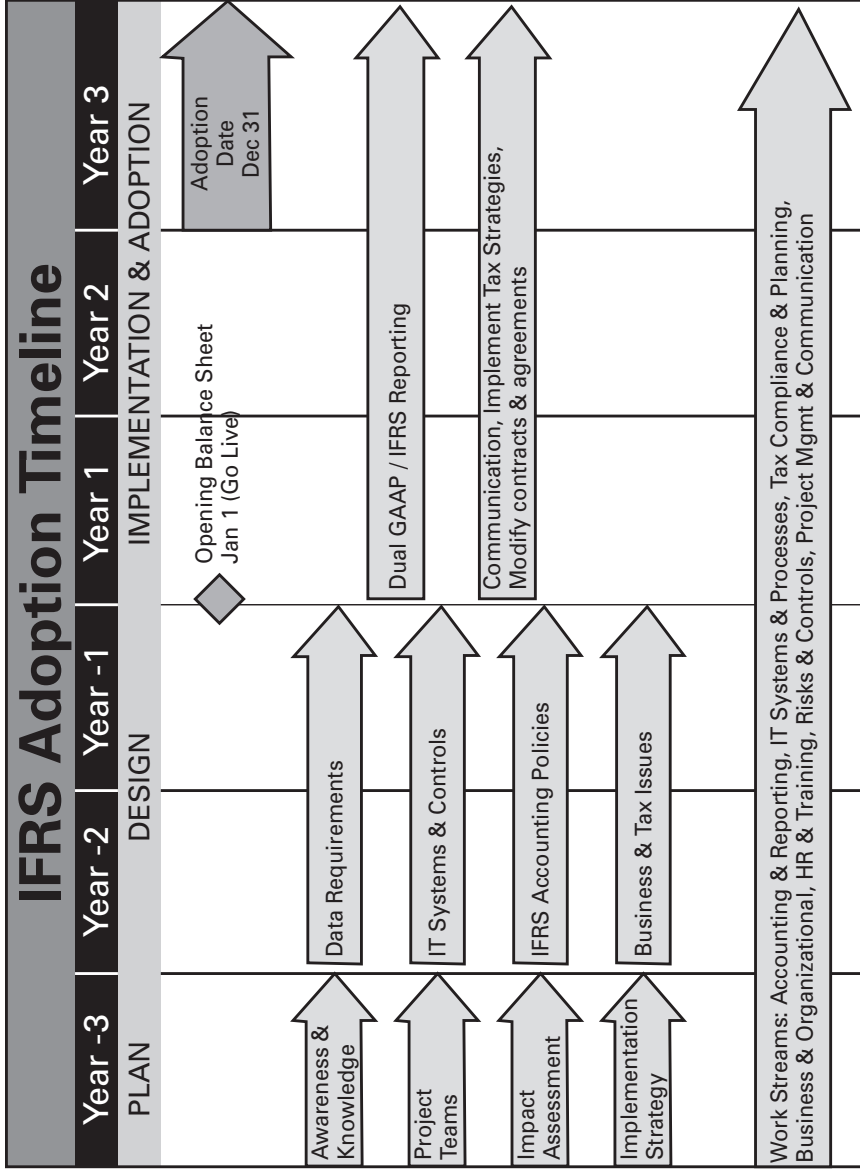 IFRS Adoption Timeline
Year -3
Year -2
Year -1
Year 1
Year 2
Year 3
PLAN
DESIGN
IMPLEMENTATION & ADOPTION
Adoption
Date
Dec 31
Opening Balance Sheet
Jan 1 (Go Live)
Awareness &
Knowledge
Data Requirements
Dual GAAP / IFRS Reporting
Project
Teams
IT Systems & Controls
Communication, Implement Tax Strategies,
Modify contracts & agreements
Impact
Assessment
IFRS Accounting Policies
Implementation
Strategy
Business & Tax Issues
Work Streams: Accounting & Reporting, IT Systems & Processes, Tax Compliance & Planning,
Business & Organizational, HR & Training, Risks & Controls, Project Mgmt & Communication